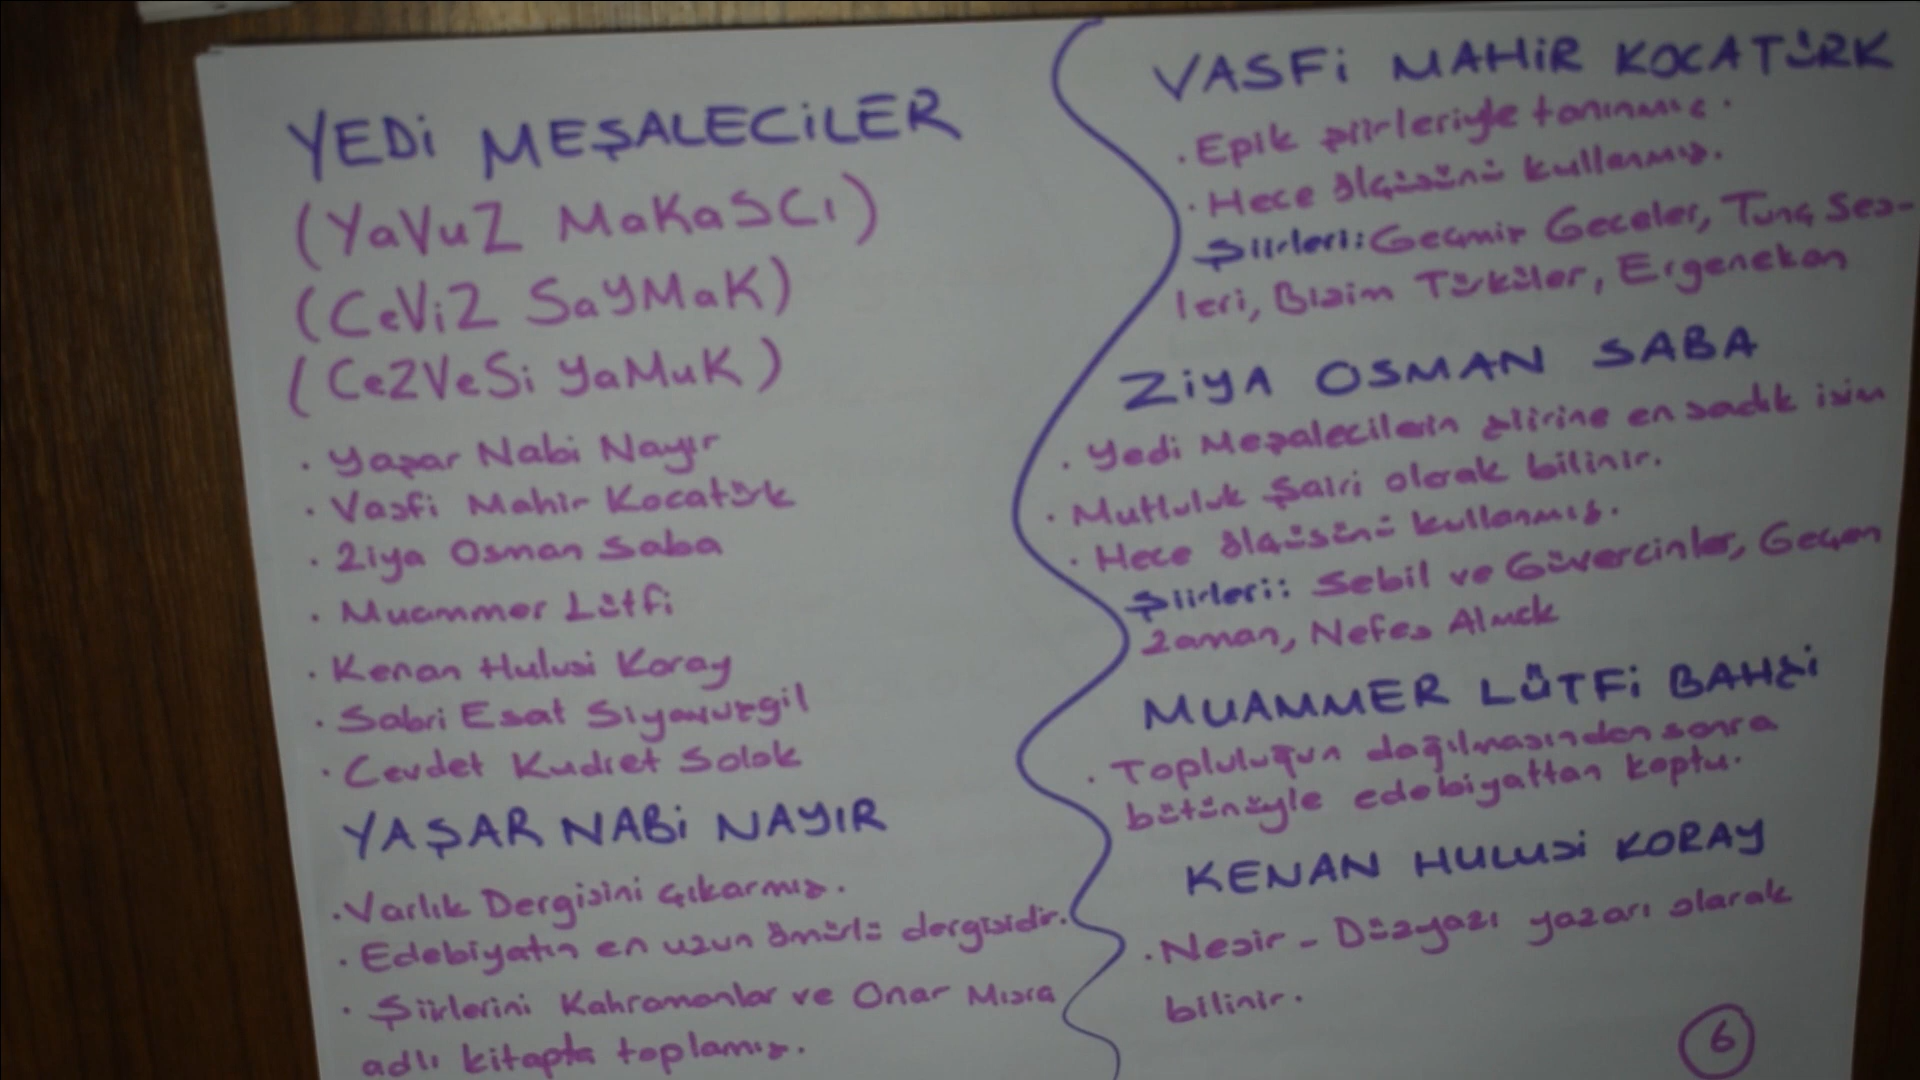 YEDİ MEŞALECİLER
(YaVuZ MaKaSCı)
(CeViZ SaYMaK)
(CeZVeSi YaMuK)
· Yaşar Nabi Nayır
· Vasfi Mahir Kocatürk
· Ziya Osman Saba
· Muammer Lütfi
· Kenan Hulusi Koray
· Sabri Esat Siyavuşgil
· Cevdet Kudret Solok
YAŞAR NABİ NAYIR
· Varlık Dergisini çıkarmış.
· Edebiyatın en uzun ömürlü dergisidir.
· Şiirlerini Kahramanlar ve Onar Mısra
adlı kitapta toplamış.
VASFİ MAHİR KOCATÜRK
· Epik şiirleriyle tanınmış.
· Hece ölçüsünü kullanmış.
Şiirleri: Geçmiş Geceler, Tunç Ses-
leri, Bizim Türküler, Ergenekon
ZİYA OSMAN SABA
· Yedi Meşalecilerin şiirine en sadık isim
· Mutluluk Şairi olarak bilinir.
· Hece ölçüsünü kullanmış.
Şiirleri: Sebil ve Güvercinler, Geçen
Zaman, Nefes Almak
MUAMMER LÜTFİ BAHŞİ
· Topluluğun dağılmasından sonra
bütünüyle edebiyattan koptu.
KENAN HULUSİ KORAY
· Nesir - Düzyazı yazarı olarak
bilinir.
6